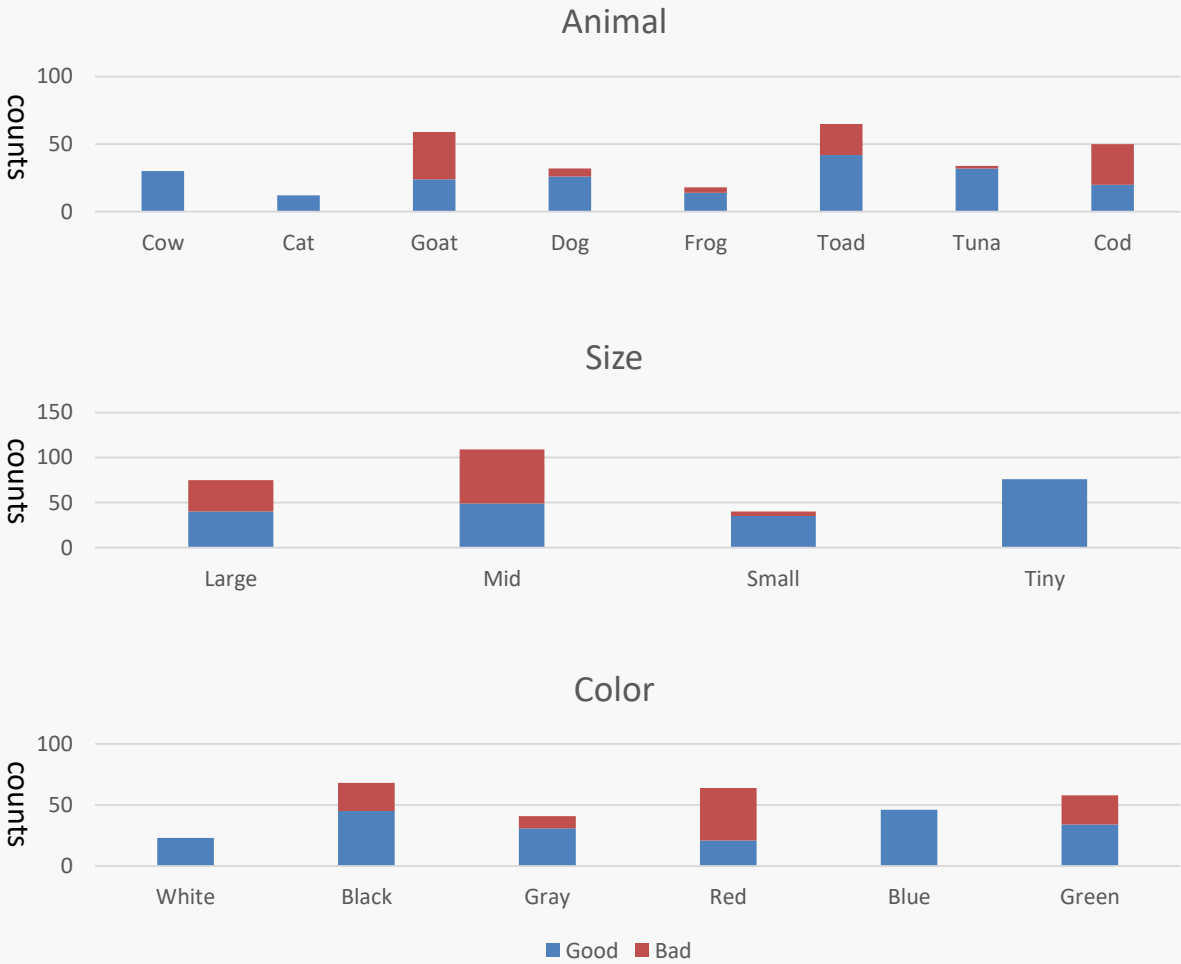 Animal
counts
100
50
0
Cow Cat Goat Dog Frog Toad Tuna Cod
Size
counts
150
100
50
0
Large Mid Small Tiny
Color
counts
100
50
0
White Black Gray Red Blue Green
Good Bad